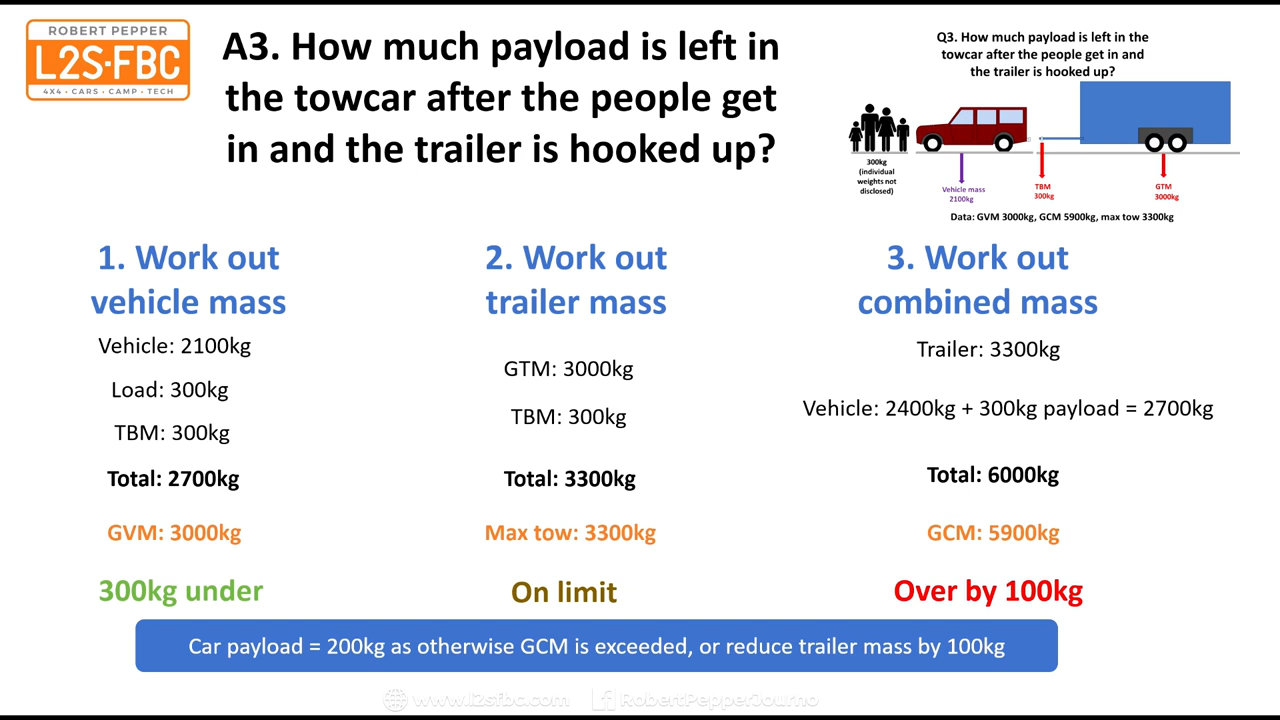 ROBERT PEPPER
L2S·FBC
4X4 • CARS • CAMP • TECH
A3. How much payload is left in
the towcar after the people get
in and the trailer is hooked up?
Q3. How much payload is left in the
towcar after the people get in and
the trailer is hooked up?
300kg
(individual
weights not
disclosed)
Vehicle mass
2100kg
TBM
300kg
GTM
3000kg
Data: GVM 3000kg, GCM 5900kg, max tow 3300kg
1. Work out
vehicle mass
Vehicle: 2100kg
Load: 300kg
TBM: 300kg
Total: 2700kg
GVM: 3000kg
300kg under
2. Work out
trailer mass
GTM: 3000kg
TBM: 300kg
Total: 3300kg
Max tow: 3300kg
On limit
3. Work out
combined mass
Trailer: 3300kg
Vehicle: 2400kg + 300kg payload = 2700kg
Total: 6000kg
GCM: 5900kg
Over by 100kg
Car payload = 200kg as otherwise GCM is exceeded, or reduce trailer mass by 100kg
www.l2sfbc.com
RobertPepperJourno